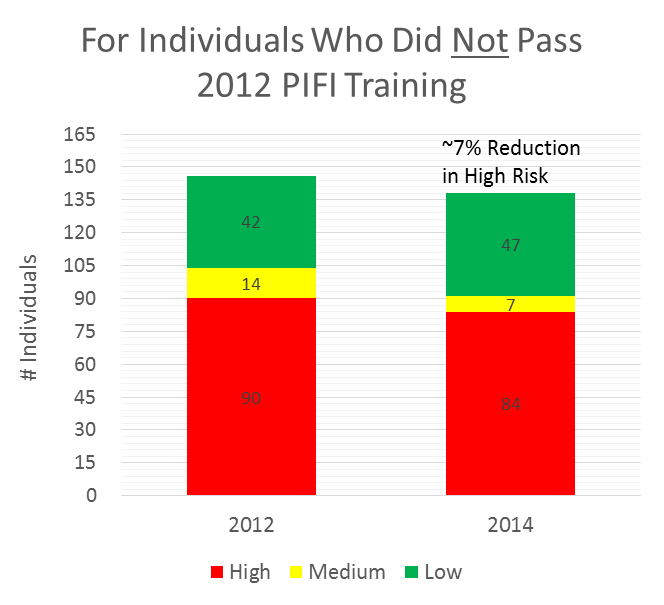 For Individuals Who Did Not Pass
2012 PIFI Training
~7% Reduction
in High Risk
165
150
135
120
105
90
75
60
45
30
15
0
# Individuals
42
14
90
47
7
84
2012
2014
High
Medium
Low